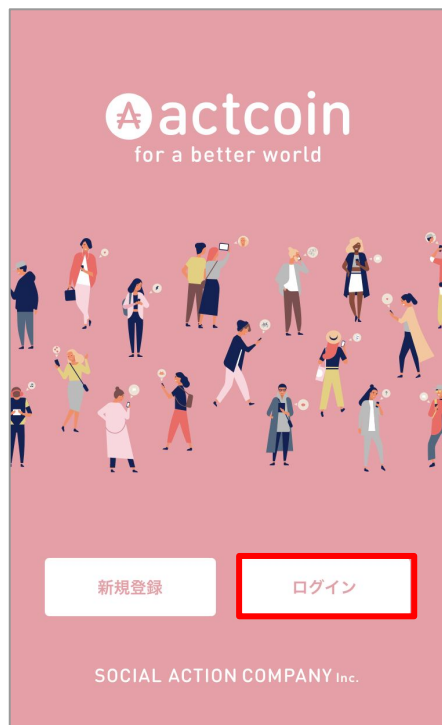 actcoin
for a better world
新規登録
ログイン
SOCIAL ACTION COMPANY Inc.